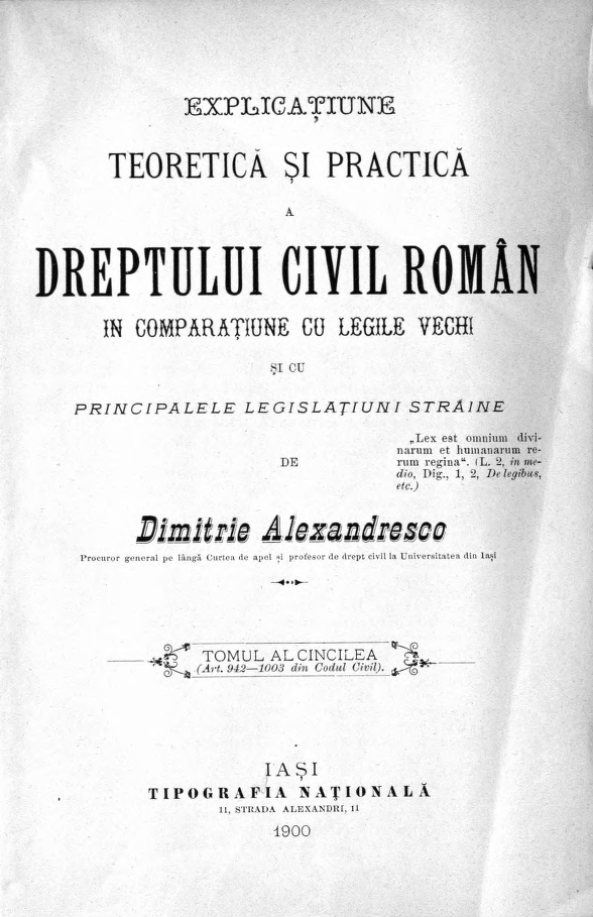 EXPLICAȚIUNE
TEORETICĂ ȘI PRACTICĂ
A
DREPTULUI CIVIL ROMÂN
IN COMPARAȚIUNE CU LEGILE VECHI
ȘI CU
PRINCIPALELE LEGISLAȚIUNI STRĂINE
DE
„Lex est omnium divi-
narum et humanarum re-
rum regina“. (L. 2, in me-
dio, Dig., 1, 2, De legibus,
etc.)
Dimitrie Alexandresco
Procuror general pe lângă Curtea de apel și profesor de drept civil la Universitatea din Iași
TOMUL AL CINCILEA
(Art. 942—1003 din Codul Civil).
IAȘI
TIPOGRAFIA NAȚIONALĂ
11, STRADA ALEXANDRI, 11
1900